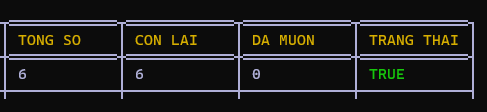 TONG SO CON LAI DA MUON TRANG THAI
6 6 0 TRUE